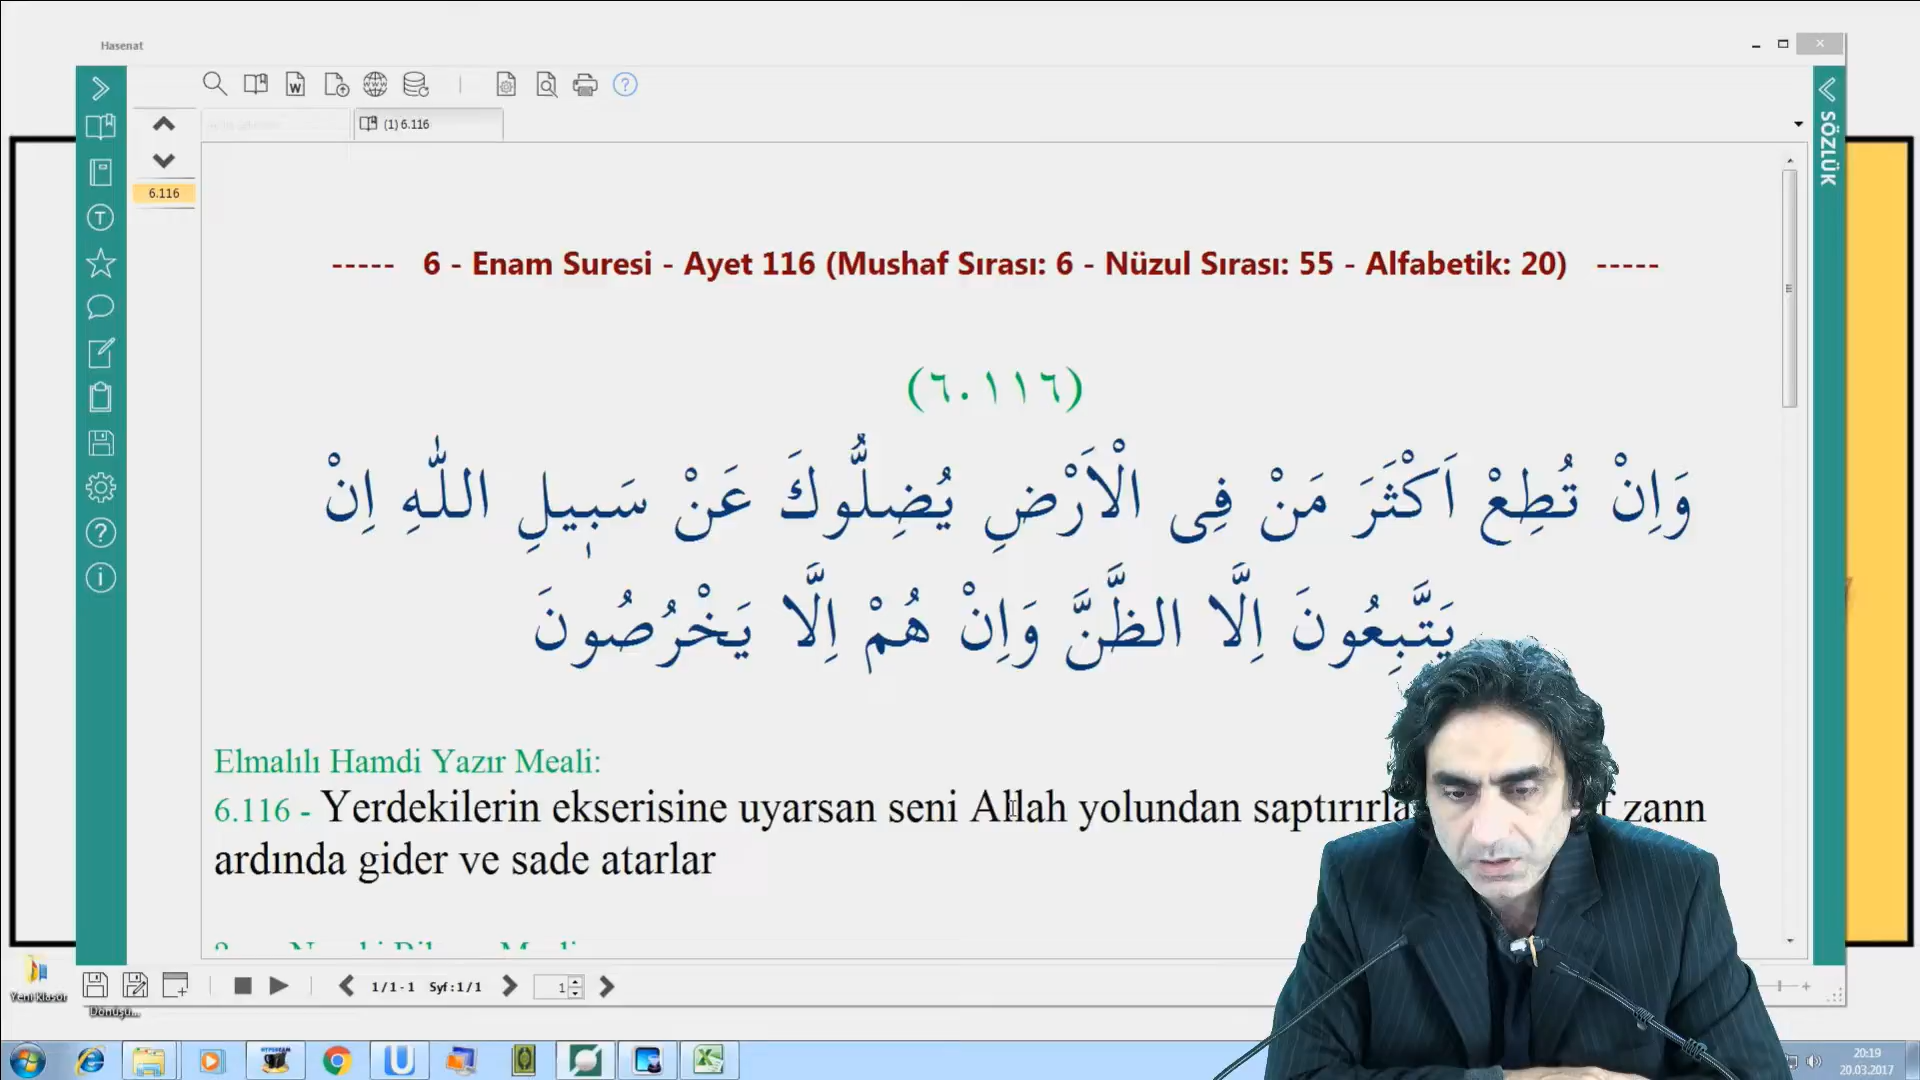 Hasenat
(1) 6.116
6.116
SÖZLÜK
----- 6 - Enam Suresi - Ayet 116 (Mushaf Sırası: 6 - Nüzul Sırası: 55 - Alfabetik: 20) -----
(٦.١١٦)
وَاِنْ تُطِعْ اَكْثَرَ مَنْ فِى الْاَرْضِ يُضِلُّوكَ عَنْ سَبٖيلِ اللّٰهِ اِنْ
يَتَّبِعُونَ اِلَّا الظَّنَّ وَاِنْ هُمْ اِلَّا يَخْرُصُونَ
Elmalılı Hamdi Yazır Meali:
6.116 - Yerdekilerin ekserisine uyarsan seni Allah yolundan zann
ardında gider ve sade atarlar
Meali:
1/1-1 Syf:1/1 1
Yeni Klasör
Dönüşü...
20:19
20.03.2017